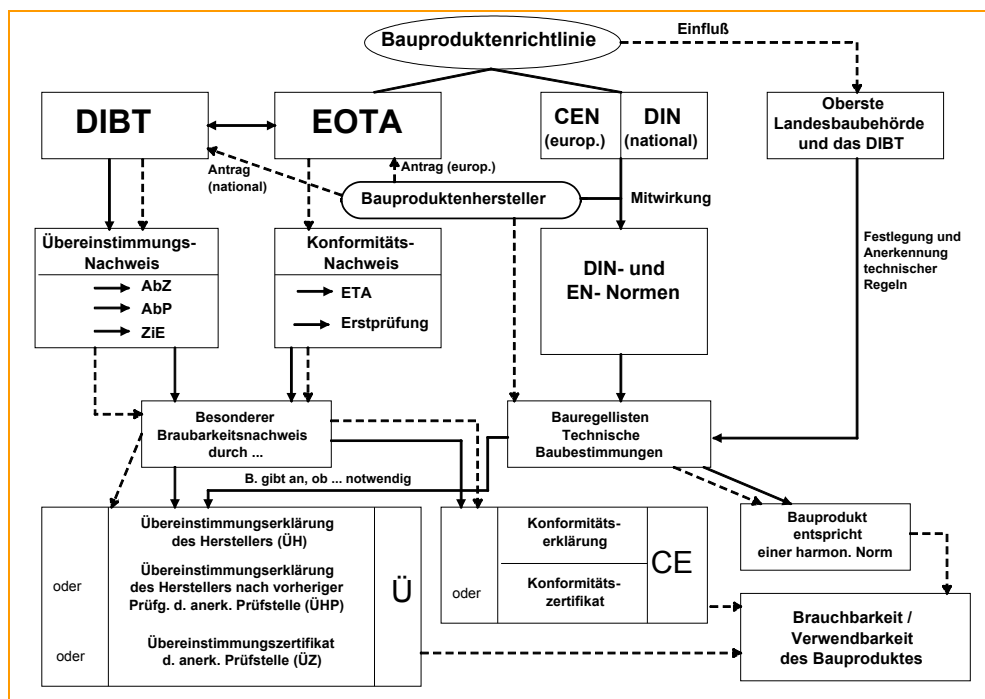 Bauproduktenrichtlinie
Einfluß
DIBT
EOTA
CEN
(europ.)
DIN
(national)
Oberste
Landesbaubehörde
und das DIBT
Antrag
(national)
Antrag (europ.)
Bauproduktenhersteller
Mitwirkung
Übereinstimmungs-
Nachweis
AbZ
AbP
ZiE
Konformitäts-
Nachweis
ETA
Erstprüfung
DIN- und
EN- Normen
Festlegung und
Anerkennung
technischer
Regeln
Besonderer
Braubarkeitsnachweis
durch ...
Bauregellisten
Technische
Baubestimmungen
B. gibt an, ob ... notwendig
Übereinstimmungserklärung
des Herstellers (ÜH)
oder
Übereinstimmungserklärung
des Herstellers nach vorheriger
Prüfg. d. anerk. Prüfstelle (ÜHP)
oder
Übereinstimmungszertifikat
d. anerk. Prüfstelle (ÜZ)
Ü
oder
Konformitäts-
erklärung
Konformitäts-
zertifikat
CE
Bauprodukt
entspricht
einer harmon. Norm
Brauchbarkeit /
Verwendbarkeit
des Bauproduktes